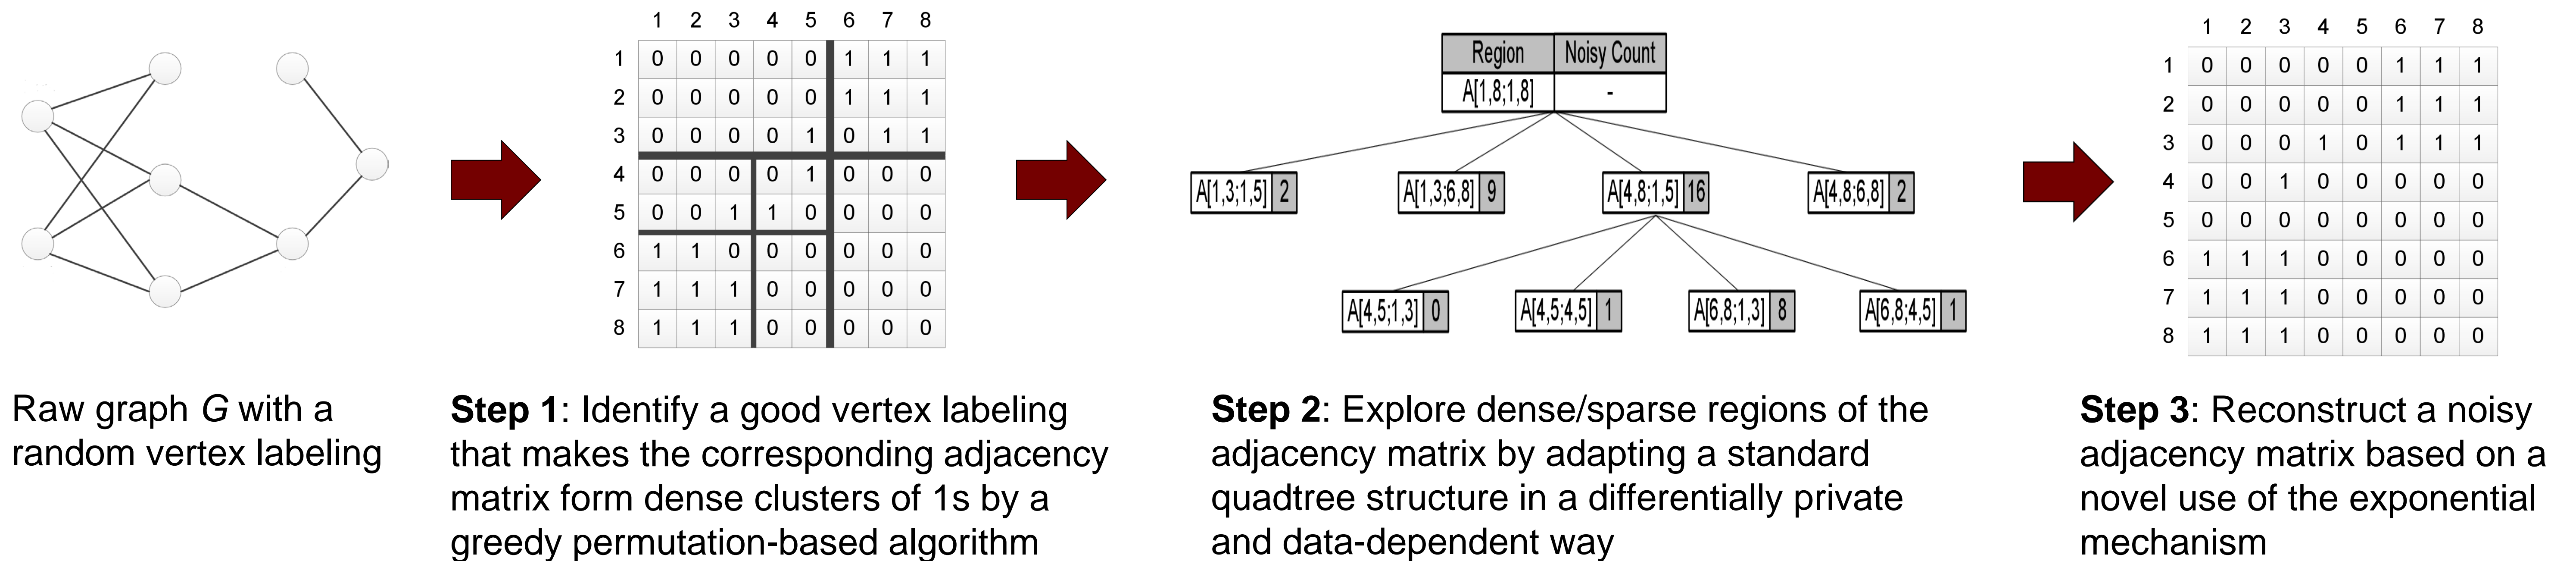 1 2 3 4 5 6 7 8
1 0 0 0 0 0 1 1 1
2 0 0 0 0 0 1 1 1
3 0 0 0 0 1 0 1 1
4 0 0 0 0 1 0 0 0
5 0 0 1 1 0 0 0 0
6 1 1 0 0 0 0 0 0
7 1 1 1 0 0 0 0 0
8 1 1 1 0 0 0 0 0
Region Noisy Count
A[1,8;1,8] -
A[1,3;1,5] 2 A[1,3;6,8] 9 A[4,8;1,5] 16 A[4,8;6,8] 2
A[4,5;1,3] 0 A[4,5;4,5] 1 A[6,8;1,3] 8 A[6,8;4,5] 1
1 2 3 4 5 6 7 8
1 0 0 0 0 0 1 1 1
2 0 0 0 0 0 1 1 1
3 0 0 0 1 0 1 1 1
4 0 0 1 0 0 0 0 0
5 0 0 0 0 0 0 0 0
6 1 1 1 0 0 0 0 0
7 1 1 1 0 0 0 0 0
8 1 1 1 0 0 0 0 0
Raw graph G with a
random vertex labeling
Step 1: Identify a good vertex labeling
that makes the corresponding adjacency
matrix form dense clusters of 1s by a
greedy permutation-based algorithm
Step 2: Explore dense/sparse regions of the
adjacency matrix by adapting a standard
quadtree structure in a differentially private
and data-dependent way
Step 3: Reconstruct a noisy
adjacency matrix based on a
novel use of the exponential
mechanism